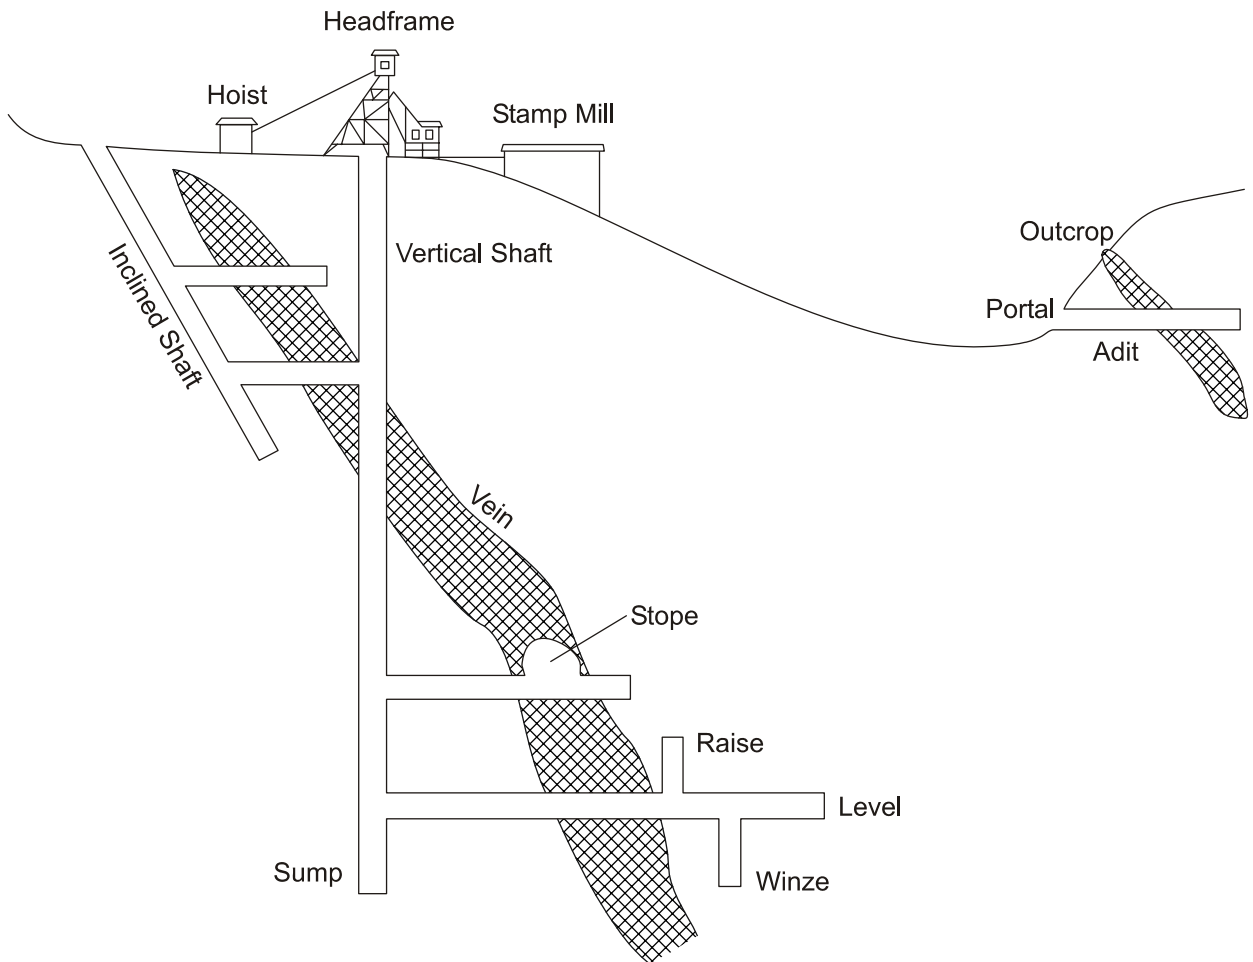 Headframe
Hoist
Stamp Mill
Outcrop
Vertical Shaft
Inclined Shaft
Portal
Adit
Vein
Stope
Raise
Level
Sump
Winze